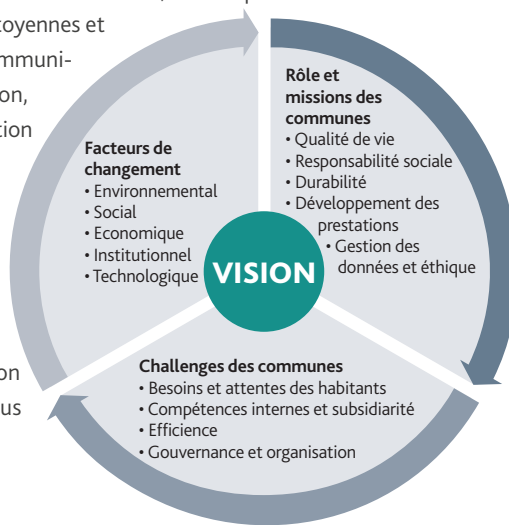 toyennes et
ommuni-
on,
tion
on
us
Facteurs de
changement
• Environnemental
• Social
• Economique
• Institutionnel
• Technologique
Rôle et
missions des
communes
• Qualité de vie
• Responsabilité sociale
• Durabilité
• Développement des
prestations
• Gestion des
données et éthique
VISION
Challenges des communes
• Besoins et attentes des habitants
• Compétences internes et subsidiarité
• Efficience
• Gouvernance et organisation